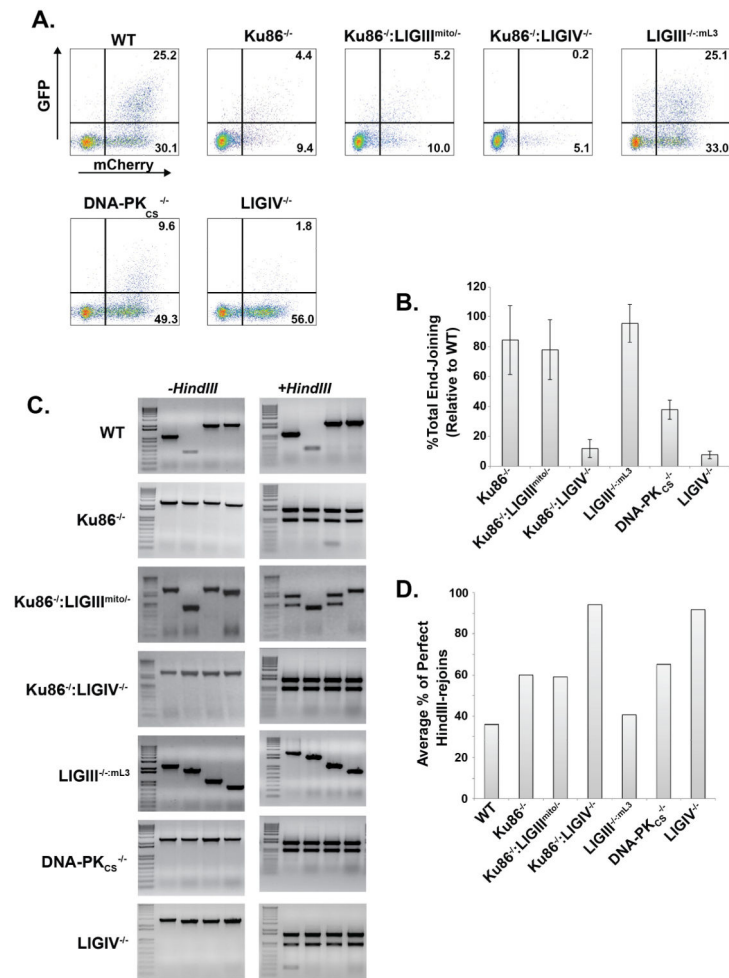 A.
WT
25.2
30.1
GFP
mCherry
Ku86-/-
4.4
9.4
Ku86-/-:LIGIIImito/-
5.2
10.0
Ku86-/-:LIGIV-/-
0.2
5.1
LIGIII-/-:mL3
25.1
33.0
DNA-PKCS-/-
9.6
49.3
LIGIV-/-
1.8
56.0
B.
%Total End-Joining
(Relative to WT)
120
100
80
60
40
20
0
Ku86-/-
Ku86-/-:LIGIIImito/-
Ku86-/-:LIGIV-/-
LIGIII-/-:mL3
DNA-PKCS-/-
LIGIV-/-
C.
-HindIII
+HindIII
WT
Ku86-/-
Ku86-/-:LIGIIImito/-
Ku86-/-:LIGIV-/-
LIGIII-/-:mL3
DNA-PKCS-/-
LIGIV-/-
D.
Average % of Perfect
HindIII-rejoins
100
80
60
40
20
0
WT
Ku86-/-
Ku86-/-:LIGIIImito/-
Ku86-/-:LIGIV-/-
LIGIII-/-:mL3
DNA-PKCS-/-
LIGIV-/-